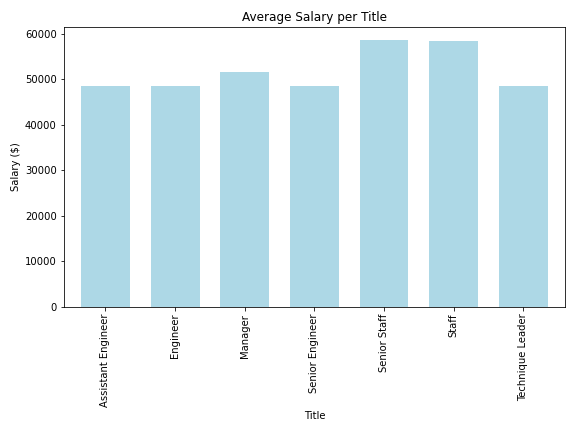 Average Salary per Title
Salary ($)
60000
50000
40000
30000
20000
10000
0
Assistant Engineer
Engineer
Manager
Senior Engineer
Senior Staff
Staff
Technique Leader
Title